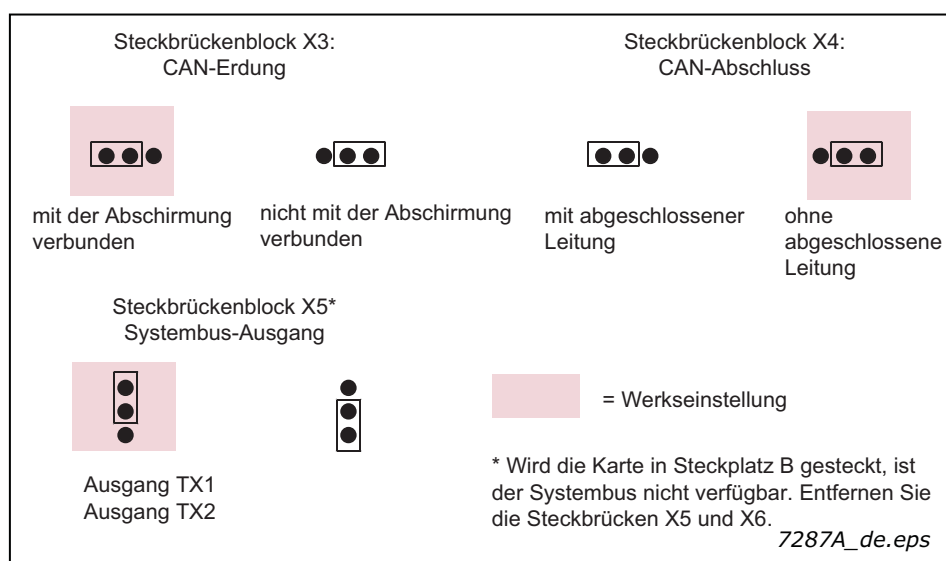 Steckbrückenblock X3:
CAN-Erdung
Steckbrückenblock X4:
CAN-Abschluss
mit der Abschirmung
verbunden
nicht mit der Abschirmung
verbunden
mit abgeschlossener
Leitung
ohne
abgeschlossene
Leitung
Steckbrückenblock X5*
Systembus-Ausgang
Ausgang TX1
Ausgang TX2
= Werkseinstellung
* Wird die Karte in Steckplatz B gesteckt, ist
der Systembus nicht verfügbar. Entfernen Sie
die Steckbrücken X5 und X6.
7287A_de.eps